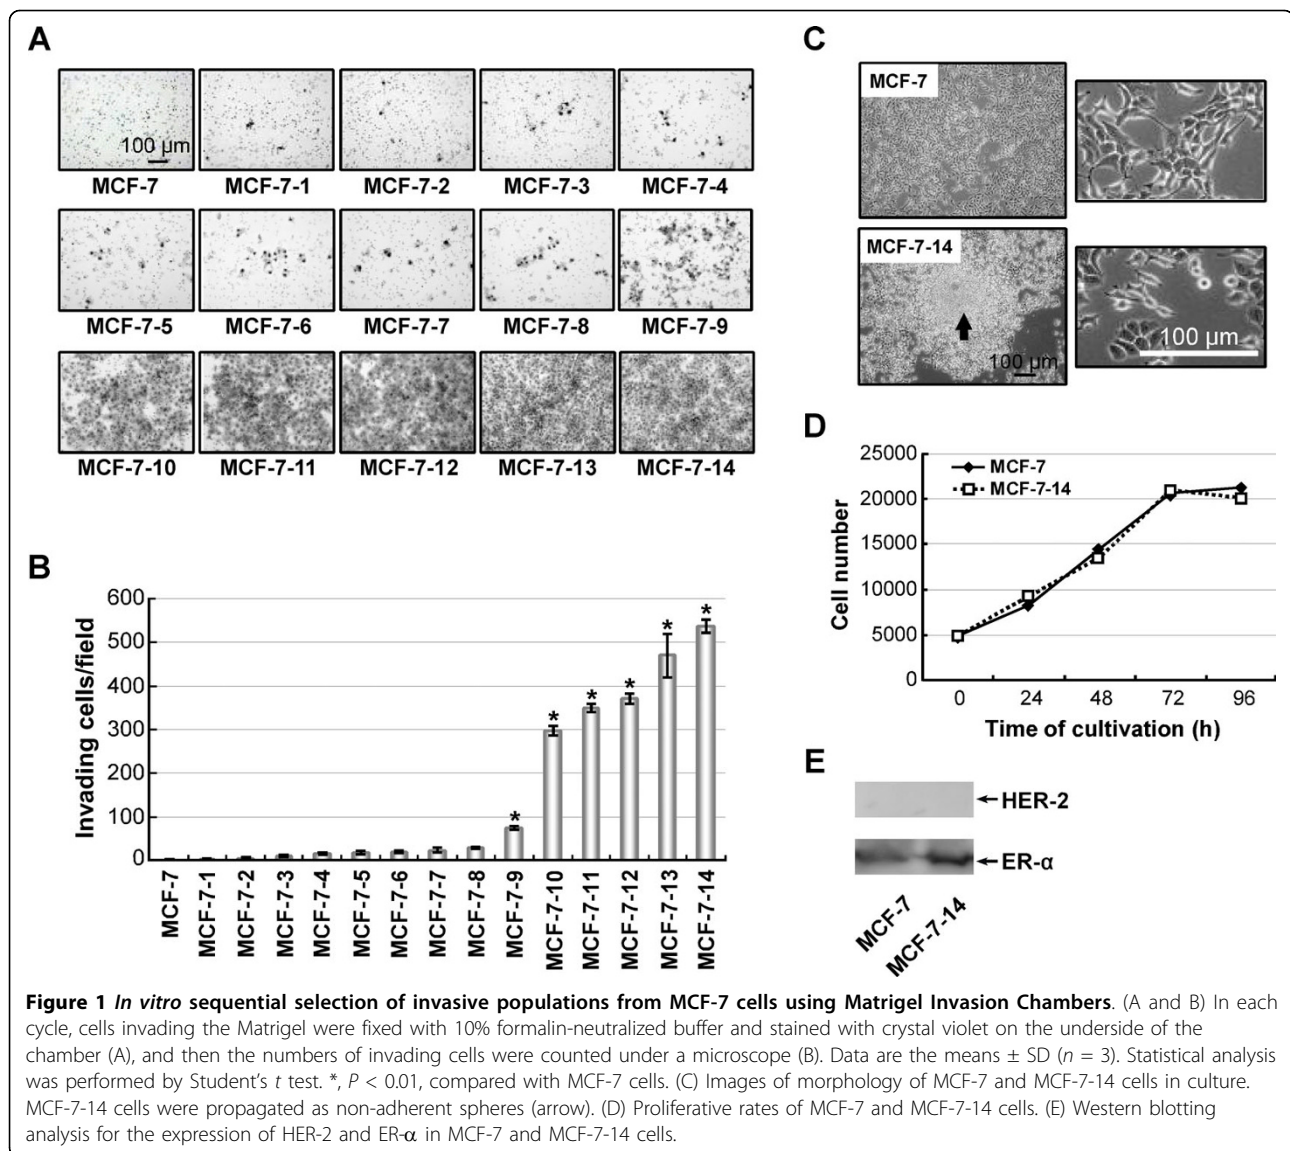 A
100 µm
MCF-7 MCF-7-1 MCF-7-2 MCF-7-3 MCF-7-4
MCF-7-5 MCF-7-6 MCF-7-7 MCF-7-8 MCF-7-9
MCF-7-10 MCF-7-11 MCF-7-12 MCF-7-13 MCF-7-14
B
Invading cells/field
600
500
400
300
200
100
0
* * * * * *
MCF-7
MCF-7-1
MCF-7-2
MCF-7-3
MCF-7-4
MCF-7-5
MCF-7-6
MCF-7-7
MCF-7-8
MCF-7-9
MCF-7-10
MCF-7-11
MCF-7-12
MCF-7-13
MCF-7-14
C
MCF-7
MCF-7-14
100 µm
100 µm
D
Cell number
25000
20000
15000
10000
5000
0
MCF-7
MCF-7-14
0 24 48 72 96
Time of cultivation (h)
E
HER-2
ER-α
MCF-7
MCF-7-14
Figure 1 In vitro sequential selection of invasive populations from MCF-7 cells using Matrigel Invasion Chambers. (A and B) In each
cycle, cells invading the Matrigel were fixed with 10% formalin-neutralized buffer and stained with crystal violet on the underside of the
chamber (A), and then the numbers of invading cells were counted under a microscope (B). Data are the means ± SD (n = 3). Statistical analysis
was performed by Student's t test. *, P < 0.01, compared with MCF-7 cells. (C) Images of morphology of MCF-7 and MCF-7-14 cells in culture.
MCF-7-14 cells were propagated as non-adherent spheres (arrow). (D) Proliferative rates of MCF-7 and MCF-7-14 cells. (E) Western blotting
analysis for the expression of HER-2 and ER-α in MCF-7 and MCF-7-14 cells.